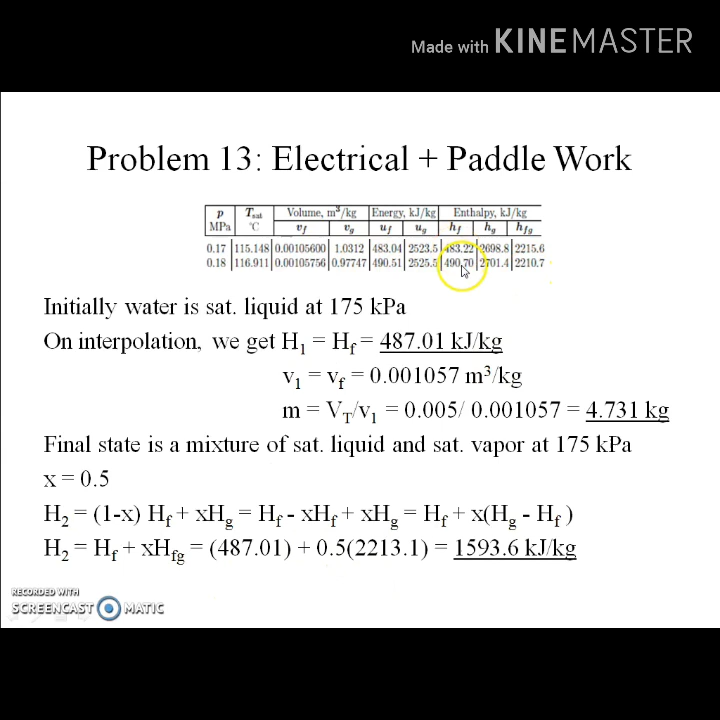 Made with KINEMASTER
Problem 13: Electrical + Paddle Work
p Tsat Volume, m³/kg Energy, kJ/kg Enthalpy, kJ/kg
MPa °C vf vg uf ug hf hg hfg
0.17 115.148 0.00105600 1.0312 483.04 2523.5 483.22 2698.8 2215.6
0.18 116.911 0.00105756 0.97747 490.51 2525.5 490.70 2701.4 2210.7
Initially water is sat. liquid at 175 kPa
On interpolation, we get H₁ = Hf = 487.01 kJ/kg
v₁ = vf = 0.001057 m³/kg
m = VT/v₁ = 0.005/ 0.001057 = 4.731 kg
Final state is a mixture of sat. liquid and sat. vapor at 175 kPa
x = 0.5
H₂ = (1-x) Hf + xHg = Hf - xHf + xHg = Hf + x(Hg - Hf )
H₂ = Hf + xHfg = (487.01) + 0.5(2213.1) = 1593.6 kJ/kg
RECORDED WITH
SCREENCAST MATIC